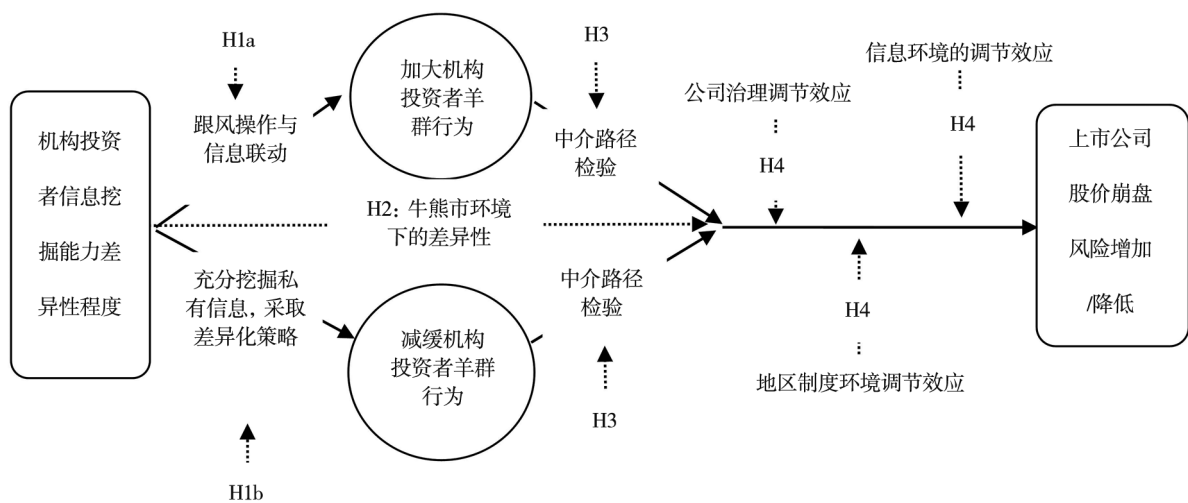 机构投资
者信息挖
掘能力差
异性程度
H1a
跟风操作与
信息联动
加大机构
投资者羊
群行为
H3
中介路径
检验
H2：牛熊市环境
下的差异性
充分挖掘私
有信息，采取
差异化策略
H1b
减缓机构
投资者羊群
行为
中介路径
检验
H3
公司治理调节效应
H4
信息环境的调节效应
H4
H4
地区制度环境调节效应
上市公司
股价崩盘
风险增加
/降低